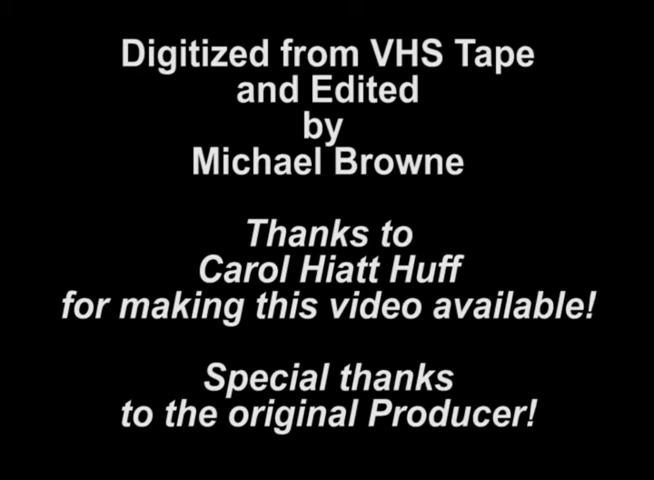 Digitized from VHS Tape
and Edited
by
Michael Browne
Thanks to
Carol Hiatt Huff
for making this video available!
Special thanks
to the original Producer!